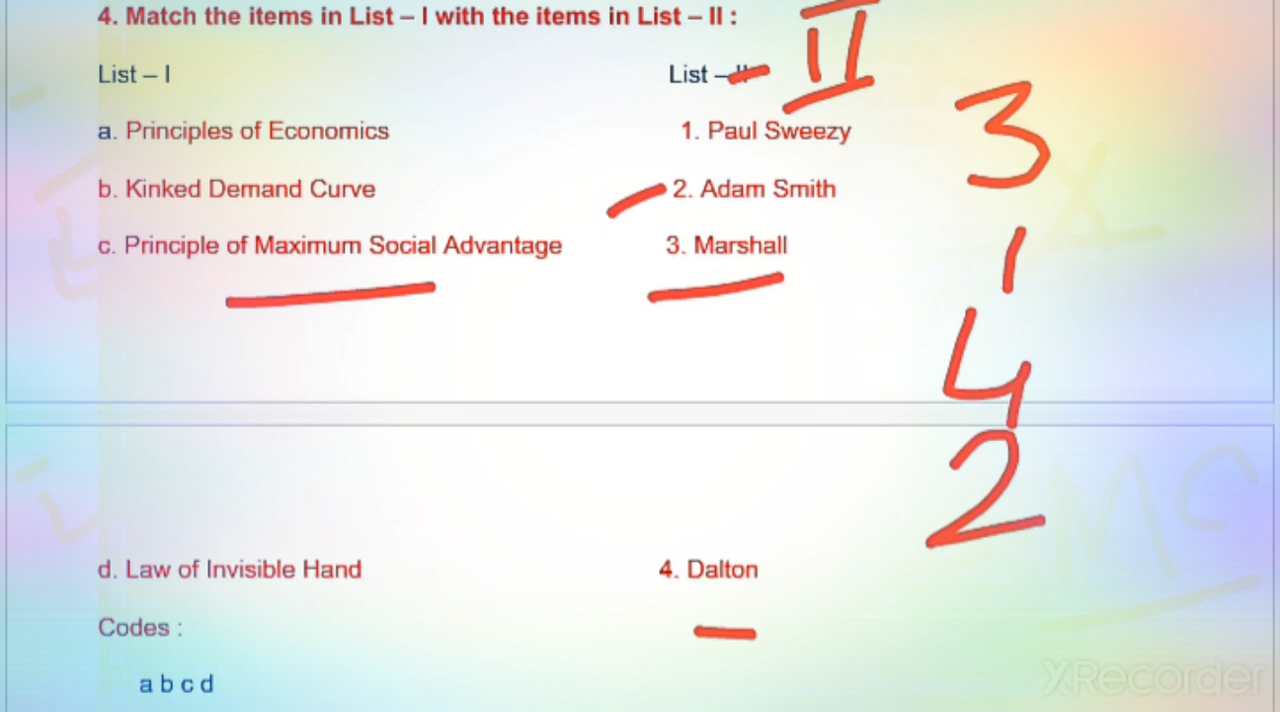 4. Match the items in List – I with the items in List – II :
List – I
List – II
II
a. Principles of Economics
1. Paul Sweezy
3
b. Kinked Demand Curve
2. Adam Smith
c. Principle of Maximum Social Advantage
3. Marshall
1
4
2
d. Law of Invisible Hand
4. Dalton
Codes :
a b c d
MC
XRecorder